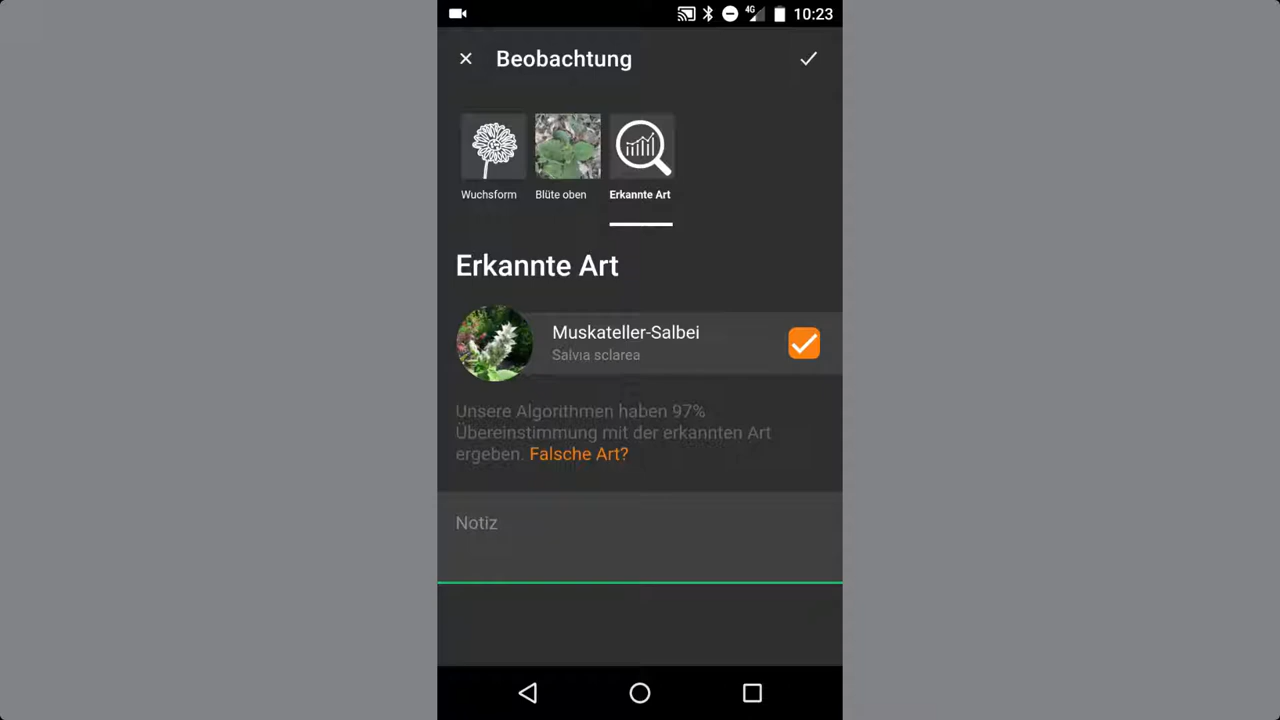 4G 10:23
Beobachtung
Wuchsform Blüte oben Erkannte Art
Erkannte Art
Muskateller-Salbei
Salvia sclarea
Unsere Algorithmen haben 97%
Übereinstimmung mit der erkannten Art
ergeben. Falsche Art?
Notiz